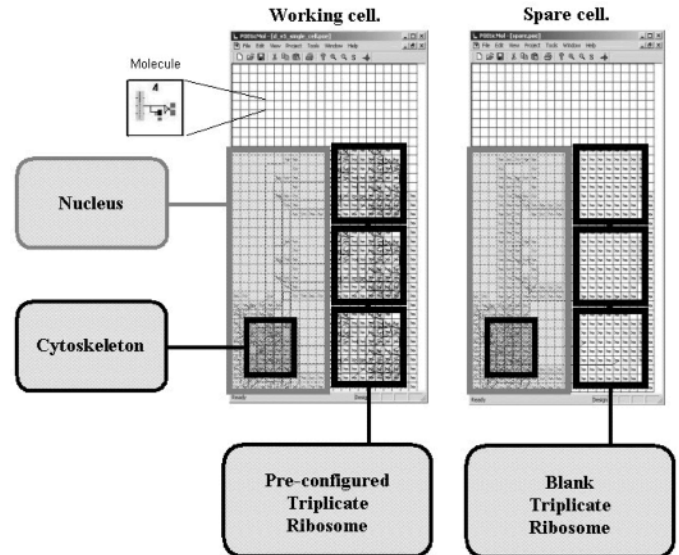 Working cell.
Spare cell.
File Edit View Project Tools Window Help
File Edit View Project Tools Window Help
Molecule
Nucleus
Cytoskeleton
Ready
Ready
Pre-configured
Triplicate
Ribosome
Blank
Triplicate
Ribosome